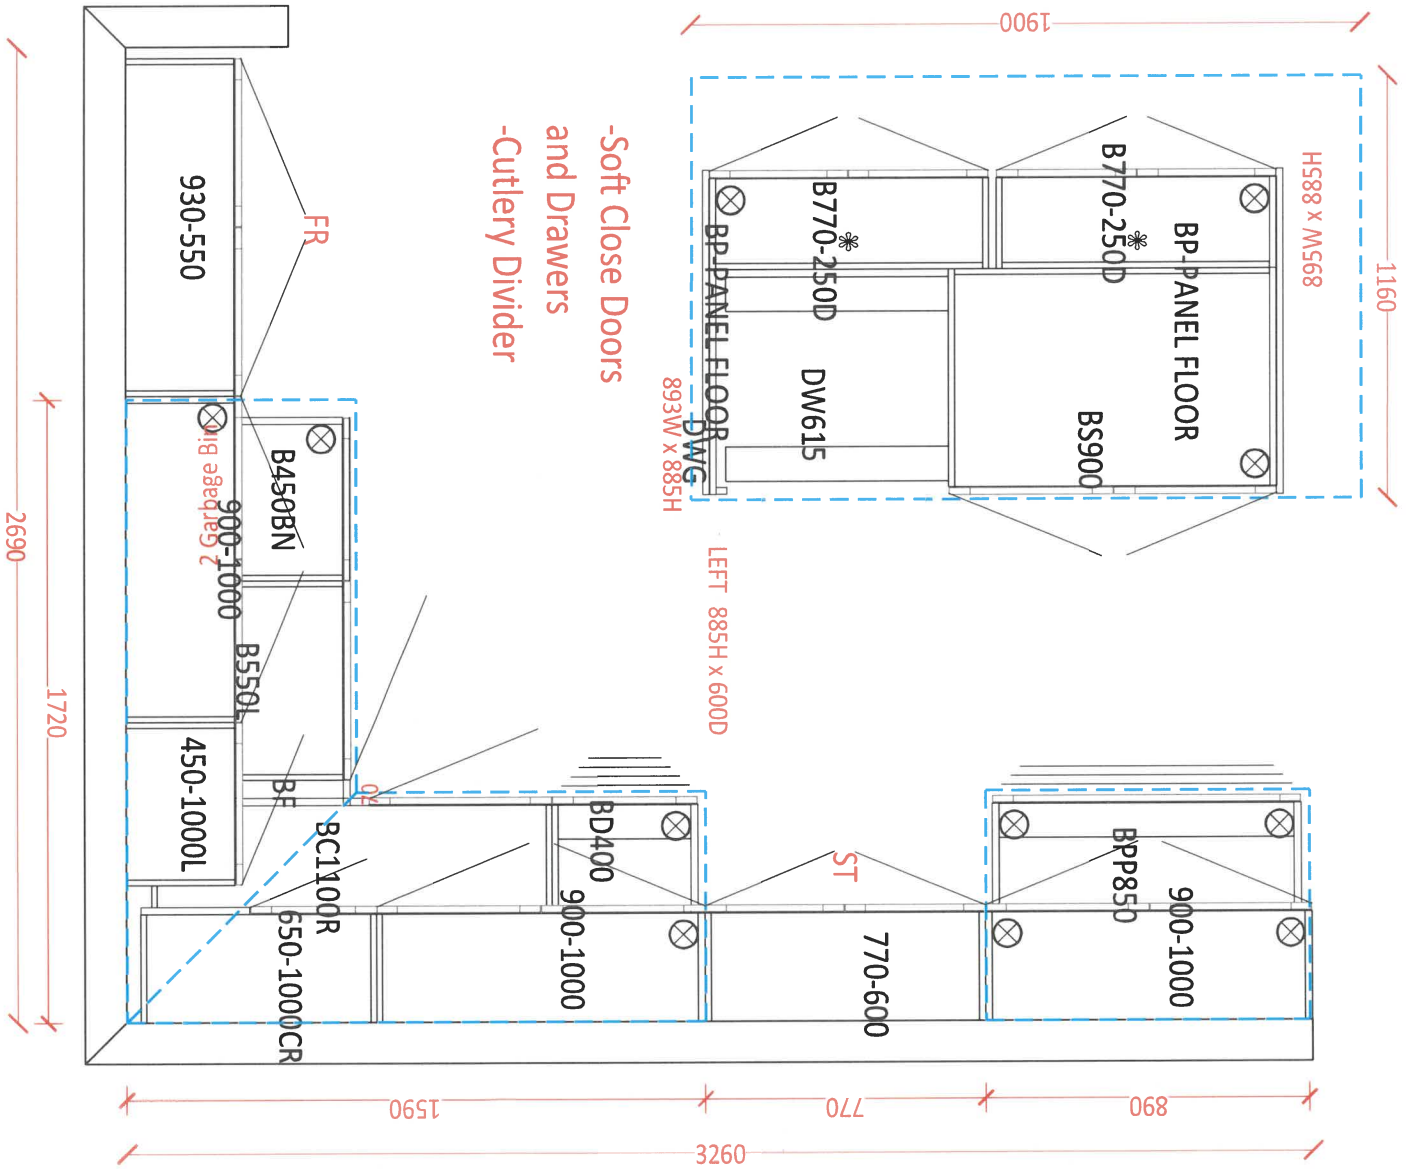 1900
1160
898W x 885H
-Soft Close Doors
and Drawers
-Cutlery Divider
B770-250D
B770-250D
BP-PANEL FLOOR
BP-PANEL FLOOR
DW615
BS900
DWG
893W x 885H
LEFT 885H x 600D
FR
930-550
2 Garbage Bin
B450BN
900-1000
B550L
450-1000L
BF
BC1100R
650-1000CR
BD400
900-1000
ST
770-600
BPP850
900-1000
2690
1720
1590
770
890
3260